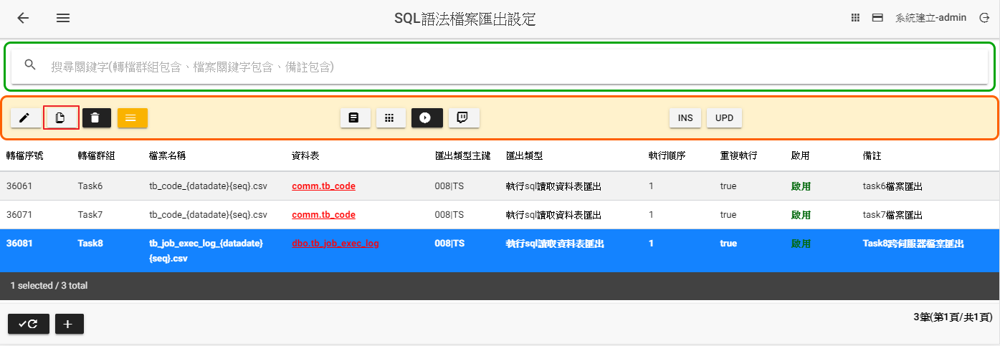 SQL語法檔案匯出設定
系統建立-admin
搜尋關鍵字(轉檔群組包含、檔案關鍵字包含、備註包含)
INS UPD
轉檔序號 轉檔群組 檔案名稱 資料表 匯出類型主鍵 匯出類型 執行順序 重複執行 啟用 備註
36061 Task6 tb_code_{datadate}{seq}.csv comm.tb_code 008|TS 執行sql讀取資料表匯出 1 true 啟用 task6檔案匯出
36071 Task7 tb_code_{datadate}{seq}.csv comm.tb_code 008|TS 執行sql讀取資料表匯出 1 true 啟用 task7檔案匯出
36081 Task8 tb_job_exec_log_{datadate} dbo.tb_job_exec_log 008|TS 執行sql讀取資料表匯出 1 true 啟用 Task8跨伺服器檔案匯出
{seq}.csv
1 selected / 3 total
3筆(第1頁/共1頁)